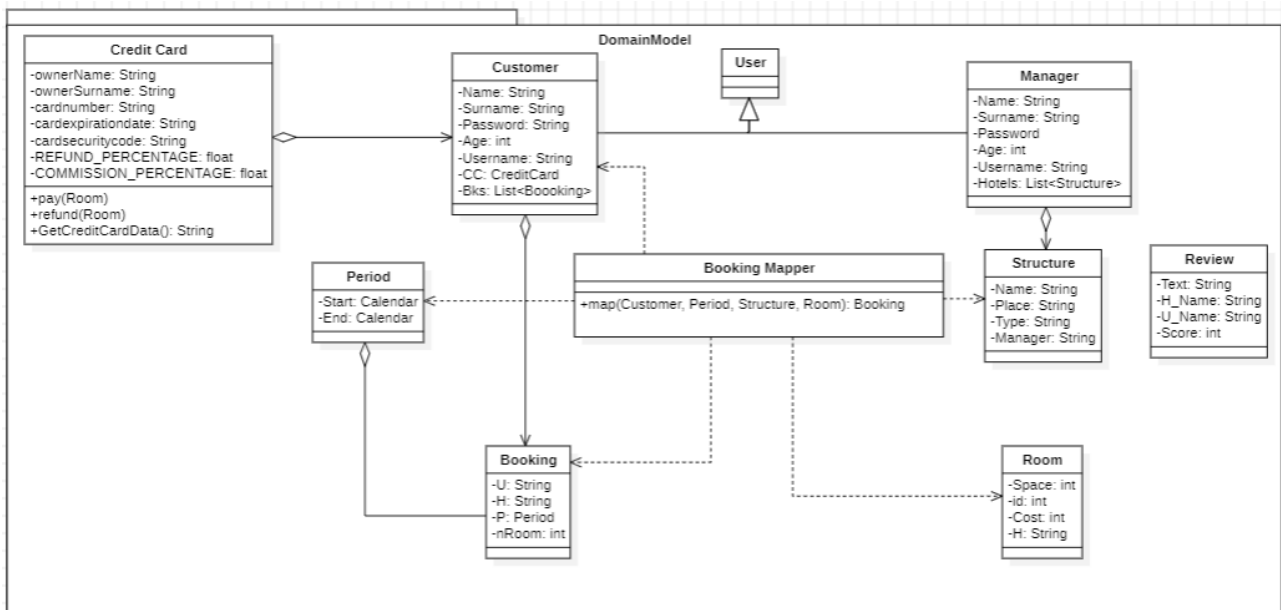 DomainModel
Credit Card
-ownerName: String
-ownerSurname: String
-cardnumber: String
-cardexpirationdate: String
-cardsecuritycode: String
-REFUND_PERCENTAGE: float
-COMMISSION_PERCENTAGE: float
+pay(Room)
+refund(Room)
+GetCreditCardData(): String
Customer
-Name: String
-Surname: String
-Password: String
-Age: int
-Username: String
-CC: CreditCard
-Bks: List<Boooking>
User
Manager
-Name: String
-Surname: String
-Password
-Age: int
-Username: String
-Hotels: List<Structure>
Period
-Start: Calendar
-End: Calendar
Booking Mapper
+map(Customer, Period, Structure, Room): Booking
Structure
-Name: String
-Place: String
-Type: String
-Manager: String
Review
-Text: String
-H_Name: String
-U_Name: String
-Score: int
Booking
-U: String
-H: String
-P: Period
-nRoom: int
Room
-Space: int
-id: int
-Cost: int
-H: String